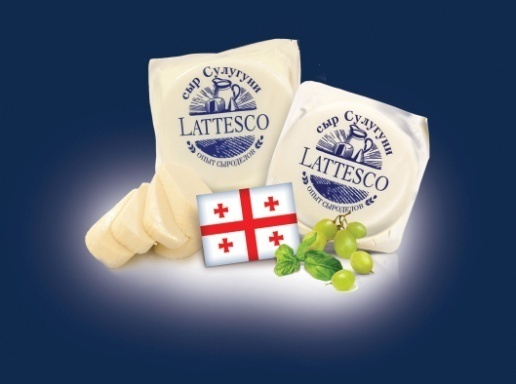 сыр Сулугуни
LATTESCO
ОПЫТ СЫРОДЕЛОВ
сыр Сулугуни
LATTESCO
ОПЫТ СЫРОДЕЛОВ